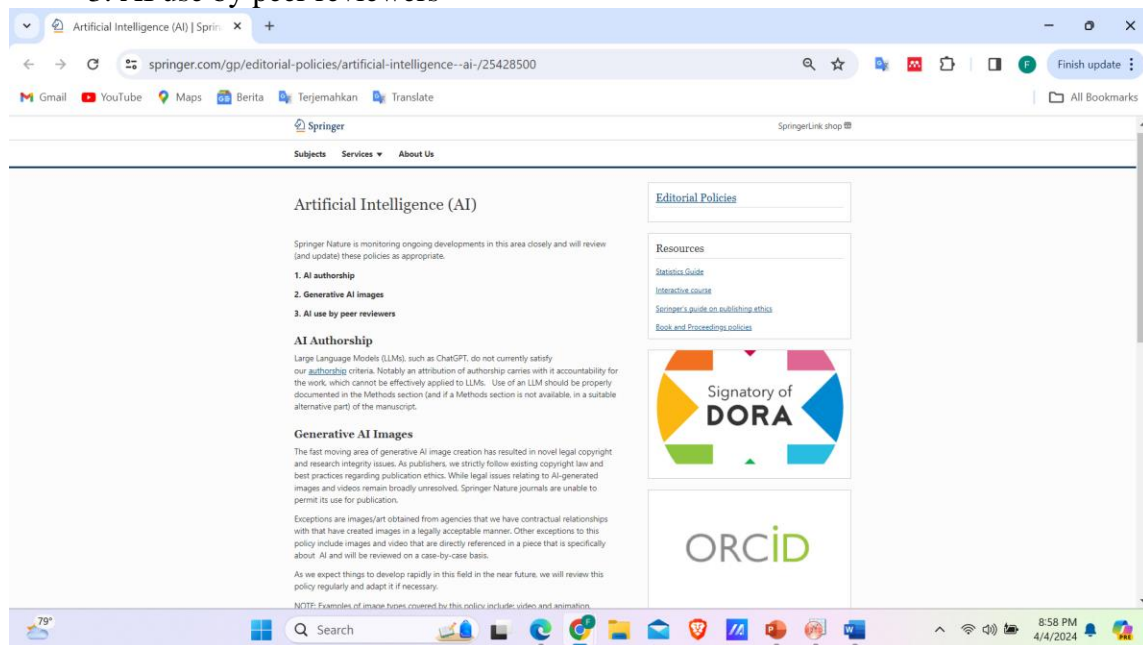 3. AI use by peer reviewers
Artificial Intelligence (AI) | Sprin
springer.com/gp/editorial-policies/artificial-intelligence--ai-/25428500
Finish update
Gmail YouTube Maps Berita Terjemahkan Translate All Bookmarks
Springer
SpringerLink shop
Subjects Services About Us
Artificial Intelligence (AI)
Springer Nature is monitoring ongoing developments in this area closely and will review
(and update) these policies as appropriate.
1. AI authorship
2. Generative AI images
3. AI use by peer reviewers
AI Authorship
Large Language Models (LLMs), such as ChatGPT, do not currently satisfy
our authorship criteria. Notably an attribution of authorship carries with it accountability for
the work, which cannot be effectively applied to LLMs. Use of an LLM should be properly
documented in the Methods section (and if a Methods section is not available, in a suitable
alternative part) of the manuscript.
Generative AI Images
The fast moving area of generative AI image creation has resulted in novel legal copyright
and research integrity issues. As publishers, we strictly follow existing copyright law and
best practices regarding publication ethics. While legal issues relating to AI-generated
images and videos remain broadly unresolved, Springer Nature journals are unable to
permit its use for publication.
Exceptions are images/art obtained from agencies that we have contractual relationships
with that have created images in a legally acceptable manner. Other exceptions to this
policy include images and video that are directly referenced in a piece that is specifically
about AI and will be reviewed on a case-by-case basis.
As we expect things to develop rapidly in this field in the near future, we will review this
policy regularly and adapt it if necessary.
NOTE: Examples of image types covered by this policy include: video and animation,
Editorial Policies
Resources
Statistics Guide
Interactive course
Springer's guide on publishing ethics
Book and Proceedings policies
Signatory of
DORA
ORCID
79°
Search
8:58 PM
4/4/2024
PRE